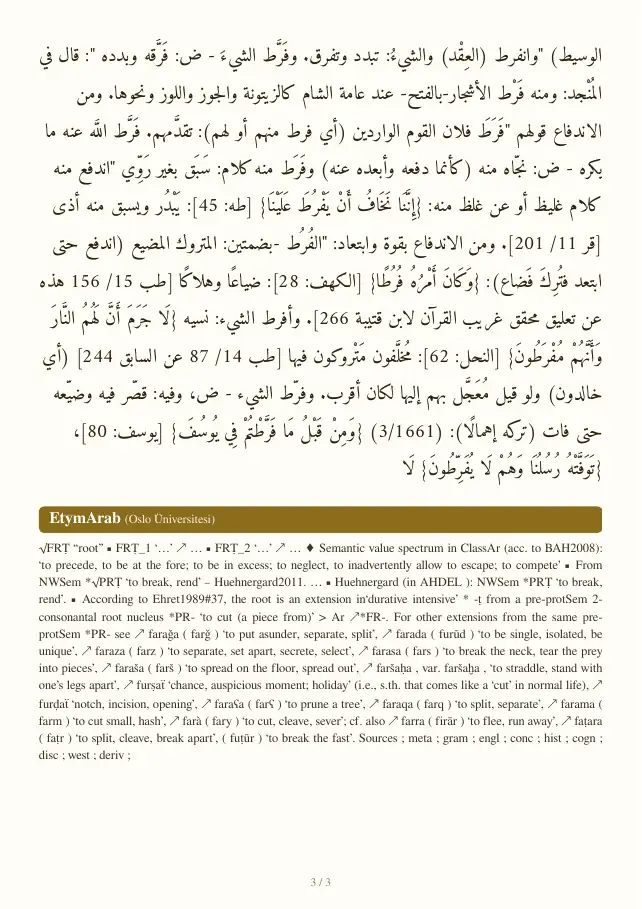 الوسيط) "وانفرط (العِقْد) والشيءُ: تبدد وتفرق. وفَرَّط الشيءَ - ض: فَرَّقه وبدده ": قال في
المُنْجد: ومنه فَرْط الأشجار-بالفتح- عند عامة الشام كالزيتونة والجوز واللوز ونحوها. ومن
الاندفاع قولهم "فَرَطَ فلان القوم الواردين (أي فرط منهم أو لهم): تقدَّمهم. فَرَّط اللَّه عنه ما
يكره - ض: نجّاه منه (كأنما دفعه وأبعده عنه) وفَرَط منه كلام: سَبَق بغير رَوِّي "اندفع منه
كلام غليظ أو عن غلظ منه: {إِنَّنَا نَخَافُ أَنْ يَفْرُطَ عَلَيْنَا} [طه: 45]: يَبْدُر ويسبق منه أذى
[قر 11/ 201]. ومن الاندفاع بقوة وابتعاد: "الفُرُط -بضمتين: المتروك المضيع (اندفع حتى
ابتعد فتُرِكَ فَضاع): {وَكَانَ أَمْرُهُ فُرُطًا} [الكهف: 28]: ضياعًا وهلاكًا [طب 15/ 156 هذه
عن تعليق محقق غريب القرآن لابن قتيبة 266]. وأفرط الشيء: نسيه {لَا جَرَمَ أَنَّ لَهُمُ النَّارَ
وَأَنَّهُمْ مُفْرَطُونَ} [النحل: 62]: مُخَلَّفون مَتْروكون فيها [طب 14/ 87 عن السابق 244] (أي
خالدون) ولو قيل مُعَجَّل بهم إليها لكان أقرب. وفرّط الشيء - ض، وفيه: قصّر فيه وضيّعه
حتى فات (تركه إهمالًا): (3/1661) {وَمِنْ قَبْلُ مَا فَرَّطْتُمْ فِي يُوسُفَ} [يوسف: 80]،
{تَوَفَّتْهُ رُسُلُنَا وَهُمْ لَا يُفَرِّطُونَ} لَا
EtymArab (Oslo Üniversitesi)
√FRṬ “root” ▪ FRṬ_1 ‘…’ ↗ … ▪ FRṬ_2 ‘…’ ↗ … ♦ Semantic value spectrum in ClassAr (acc. to BAH2008):
‘to precede, to be at the fore; to be in excess; to neglect, to inadvertently allow to escape; to compete’ ▪ From
NWSem *√PRṬ ‘to break, rend’ – Huehnergard2011. … ▪ Huehnergard (in AHDEL ): NWSem *PRṬ ‘to break,
rend’. ▪ According to Ehret1989#37, the root is an extension in‘durative intensive’ * -ṭ from a pre-protSem 2-
consonantal root nucleus *PR- ‘to cut (a piece from)’ > Ar ↗*FR-. For other extensions from the same pre-
protSem *PR- see ↗ faraǧa ( farǧ ) ‘to put asunder, separate, split’, ↗ farada ( furūd ) ‘to be single, isolated, be
unique’, ↗ faraza ( farz ) ‘to separate, set apart, secrete, select’, ↗ farasa ( fars ) ‘to break the neck, tear the prey
into pieces’, ↗ faraša ( farš ) ‘to spread on the floor, spread out’, ↗ faršaḥa , var. faršaḫa , ‘to straddle, stand with
one’s legs apart’, ↗ furṣaẗ ‘chance, auspicious moment; holiday’ (i.e., s.th. that comes like a ‘cut’ in normal life), ↗
furḍaẗ ‘notch, incision, opening’, ↗ faraʕa ( farʕ ) ‘to prune a tree’, ↗ faraqa ( farq ) ‘to split, separate’, ↗ farama (
farm ) ‘to cut small, hash’, ↗ farà ( fary ) ‘to cut, cleave, sever’; cf. also ↗ farra ( firār ) ‘to flee, run away’, ↗ faṭara
( faṭr ) ‘to split, cleave, break apart’, ( fuṭūr ) ‘to break the fast’. Sources ; meta ; gram ; engl ; conc ; hist ; cogn ;
disc ; west ; deriv ;
3 / 3